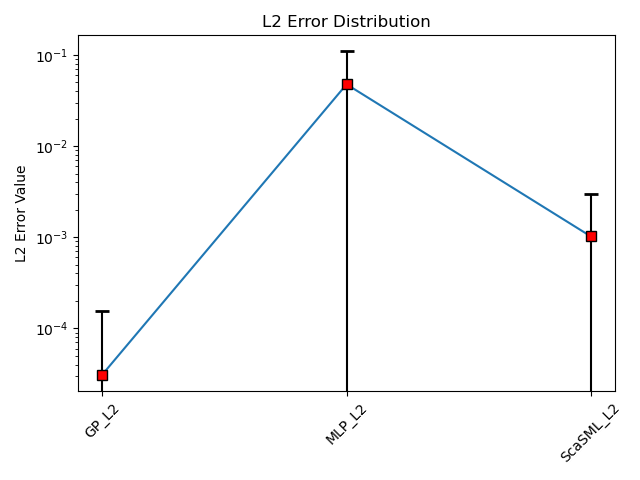 L2 Error Distribution
L2 Error Value
10⁻¹
10⁻²
10⁻³
10⁻⁴
GP_L2
MLP_L2
ScaSML_L2